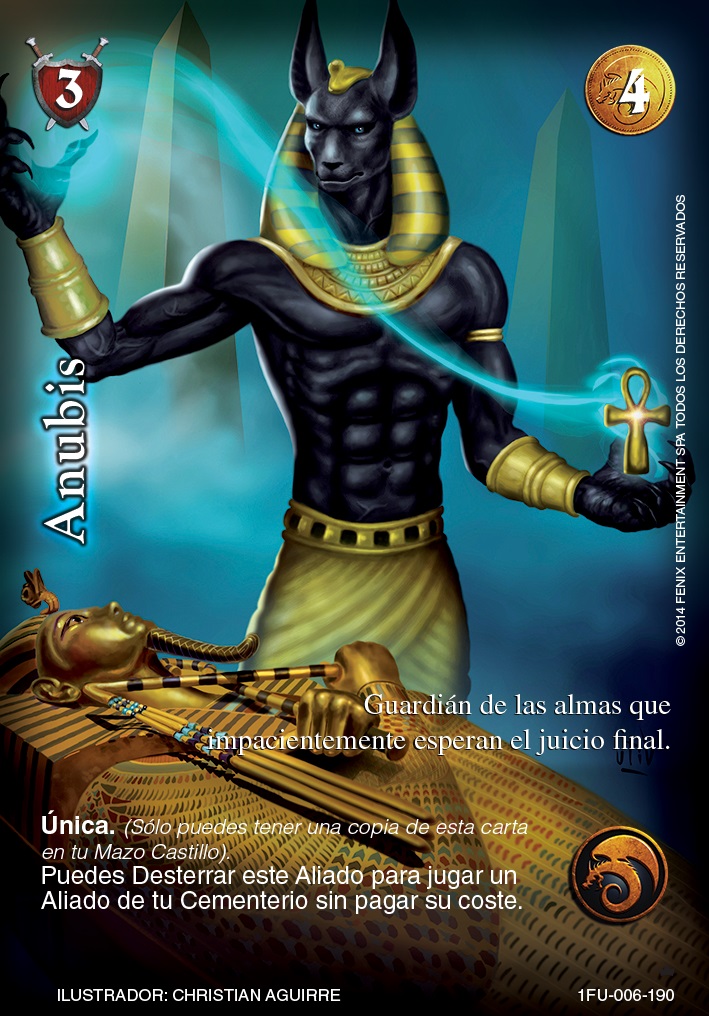 3
4
© 2014 FENIX ENTERTAINMENT SPA TODOS LOS DERECHOS RESERVADOS
Anubis
Guardián de las almas que
impacientemente esperan el juicio final.
Única. (Sólo puedes tener una copia de esta carta
en tu Mazo Castillo).
Puedes Desterrar este Aliado para jugar un
Aliado de tu Cementerio sin pagar su coste.
ILUSTRADOR: CHRISTIAN AGUIRRE
1FU-006-190